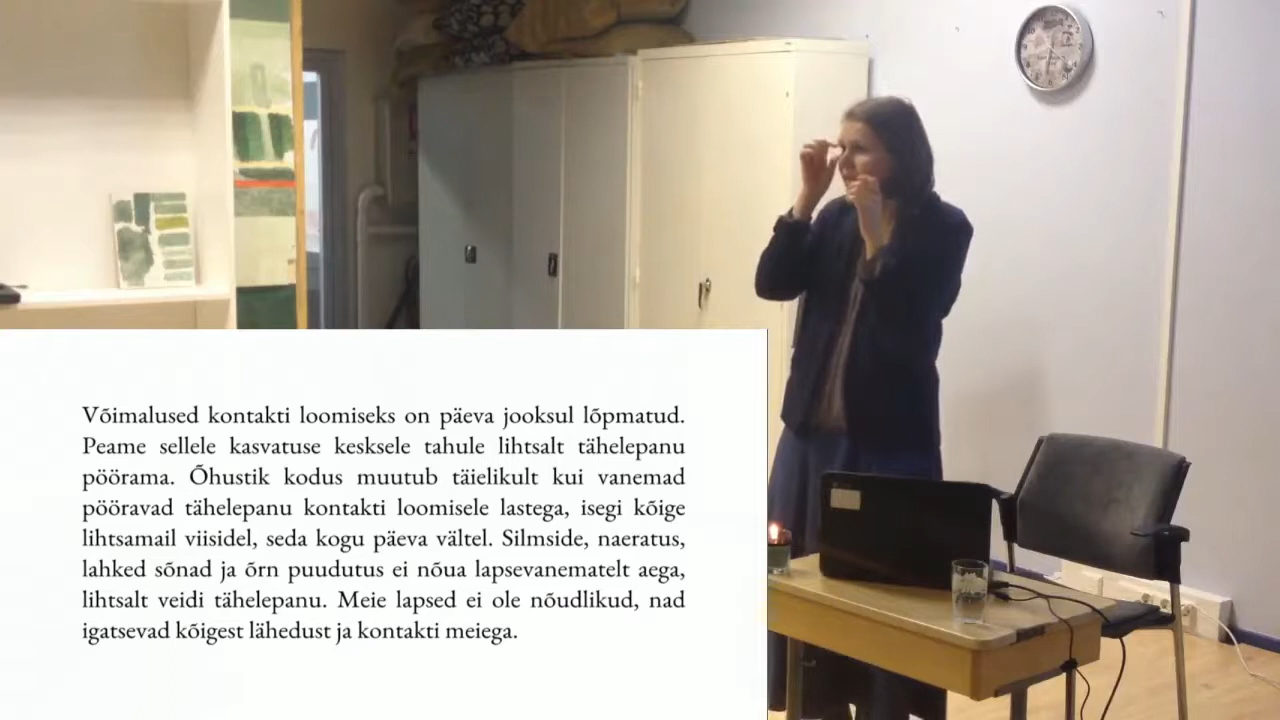 Võimalused kontakti loomiseks on päeva jooksul lõpmatud.
Peame sellele kasvatuse kesksele tahule lihtsalt tähelepanu
pöörama. Õhustik kodus muutub täielikult kui vanemad
pööravad tähelepanu kontakti loomisele lastega, isegi kõige
lihtsamail viisidel, seda kogu päeva vältel. Silmside, naeratus,
lahked sõnad ja õrn puudutus ei nõua lapsevanematelt aega,
lihtsalt veidi tähelepanu. Meie lapsed ei ole nõudlikud, nad
igatsevad kõigest lähedust ja kontakti meiega.